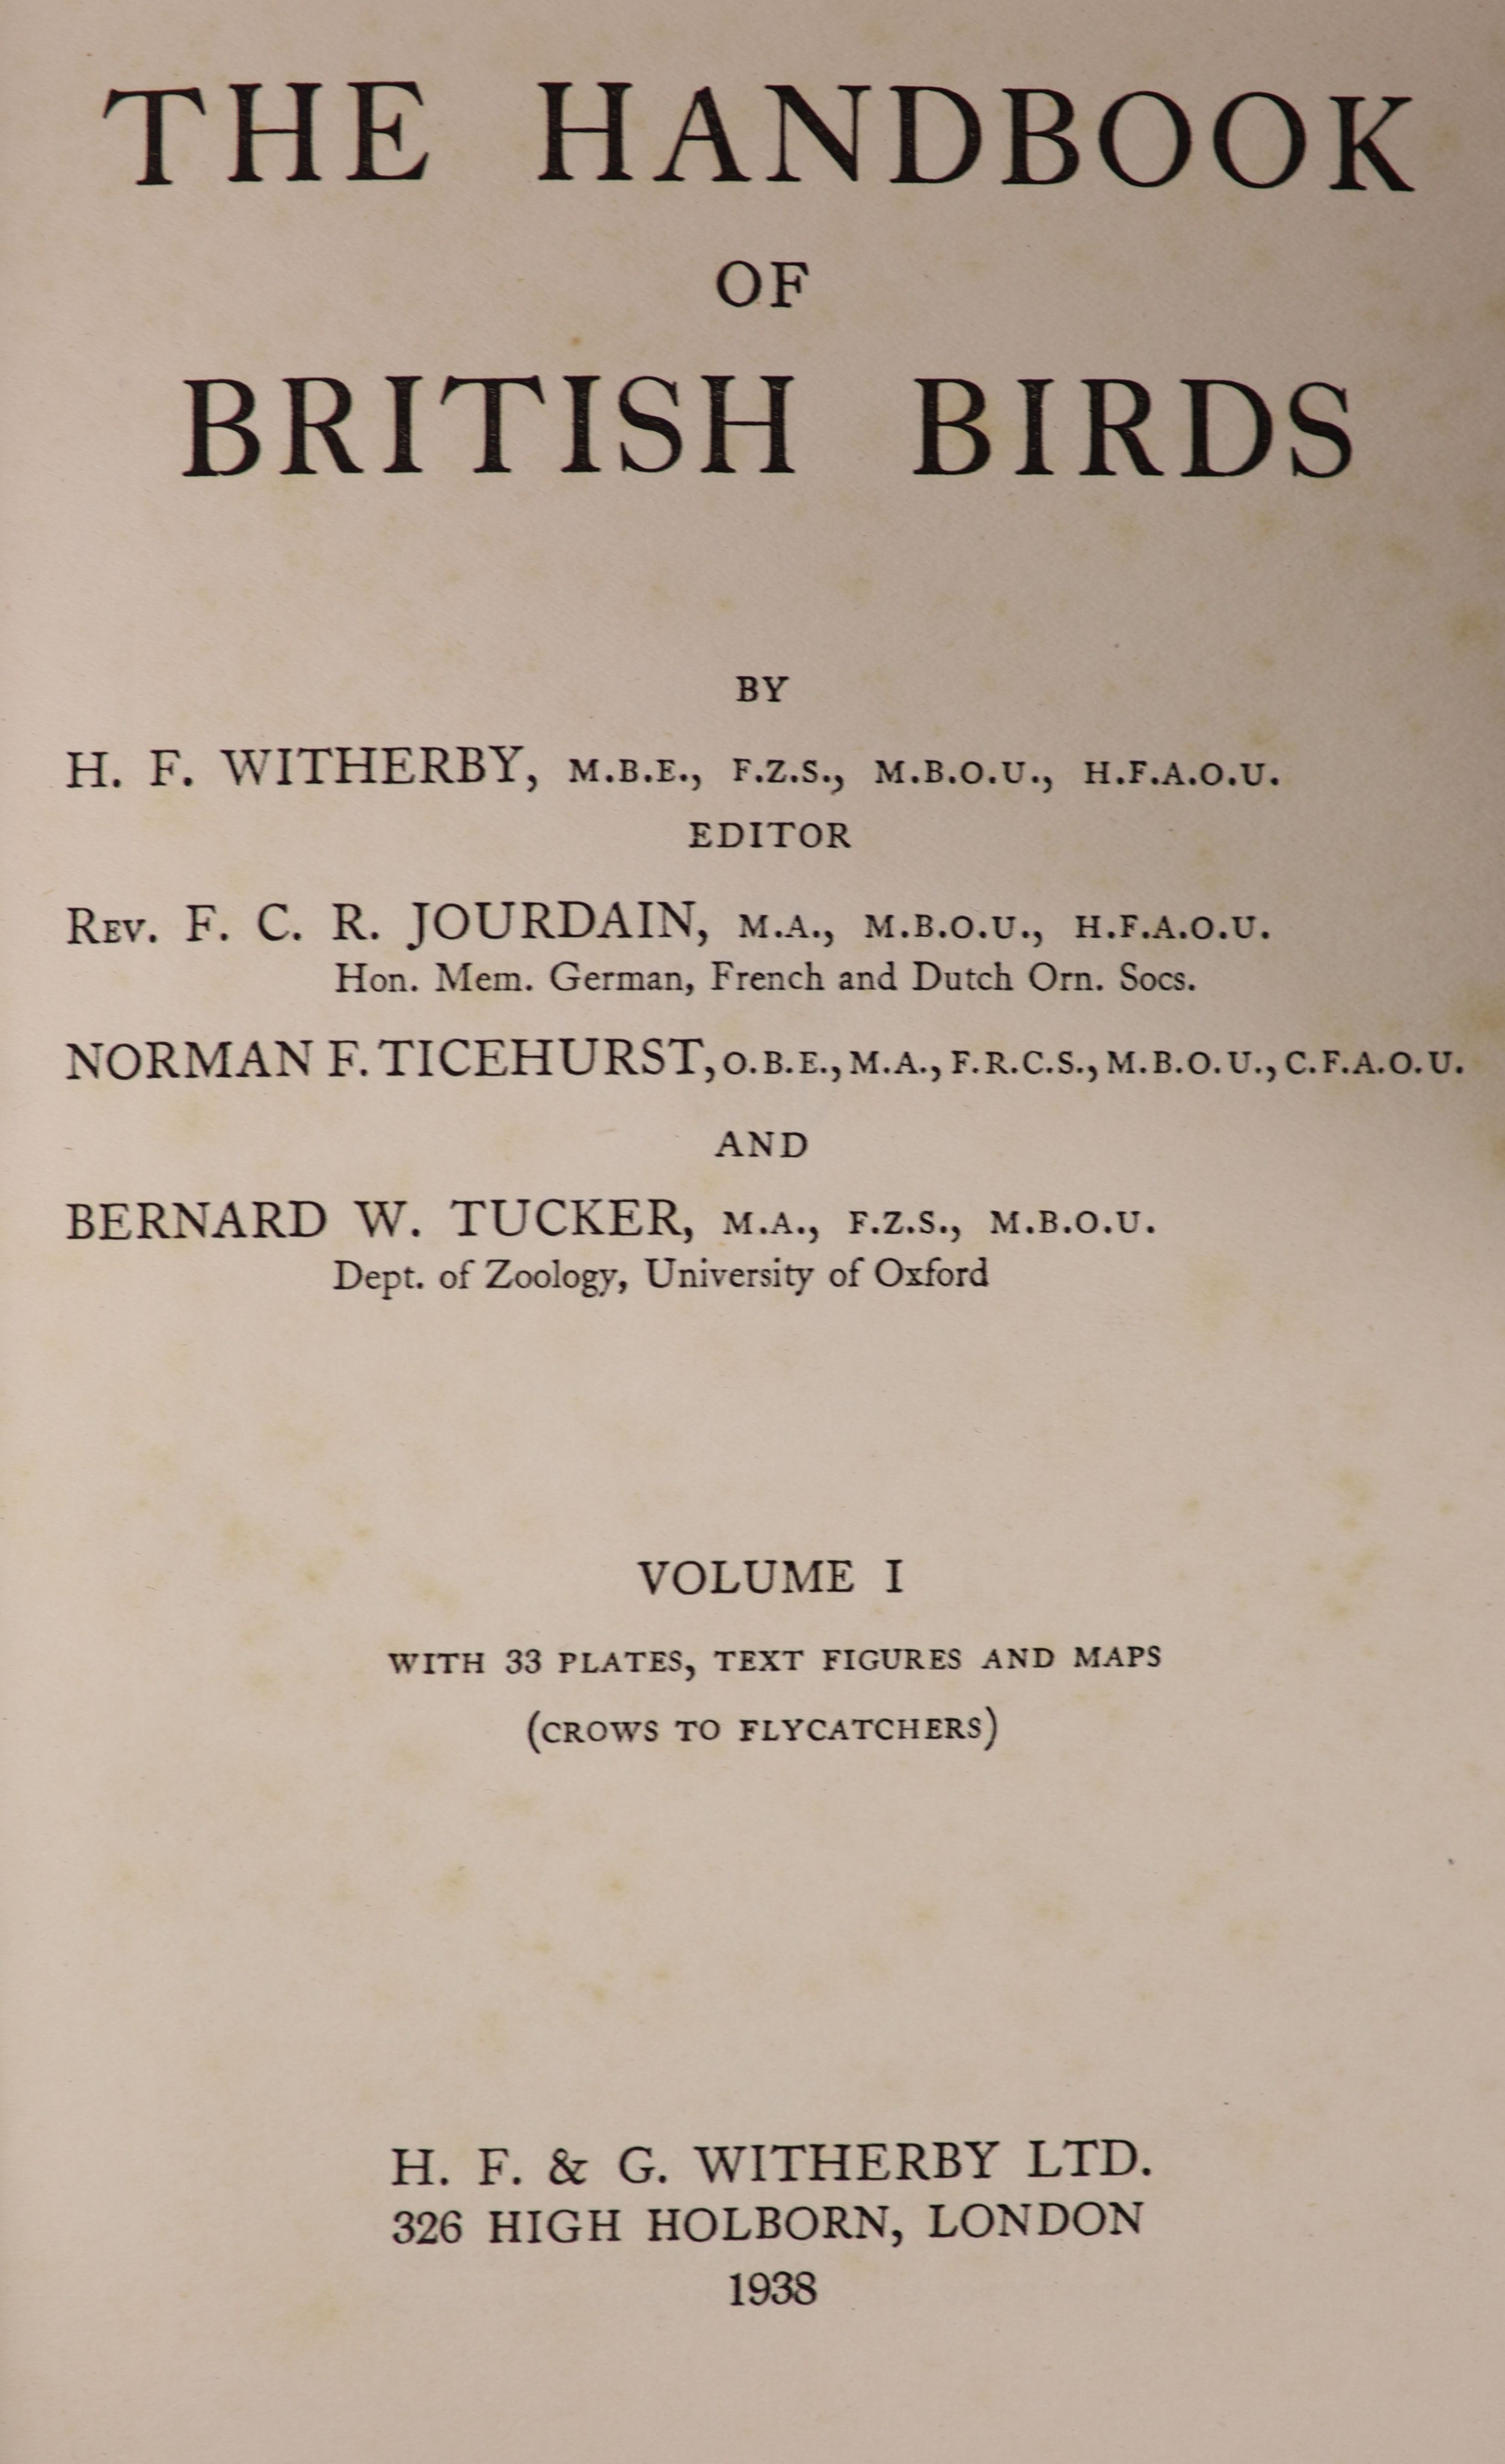 THE HANDBOOK
OF
BRITISH BIRDS
BY
H. F. WITHERBY, M.B.E., F.Z.S., M.B.O.U., H.F.A.O.U.
EDITOR
REV. F. C. R. JOURDAIN, M.A., M.B.O.U., H.F.A.O.U.
Hon. Mem. German, French and Dutch Orn. Socs.
NORMAN F. TICEHURST, O.B.E., M.A., F.R.C.S., M.B.O.U., C.F.A.O.U.
AND
BERNARD W. TUCKER, M.A., F.Z.S., M.B.O.U.
Dept. of Zoology, University of Oxford
VOLUME I
WITH 33 PLATES, TEXT FIGURES AND MAPS
(CROWS TO FLYCATCHERS)
H. F. & G. WITHERBY LTD.
326 HIGH HOLBORN, LONDON
1938